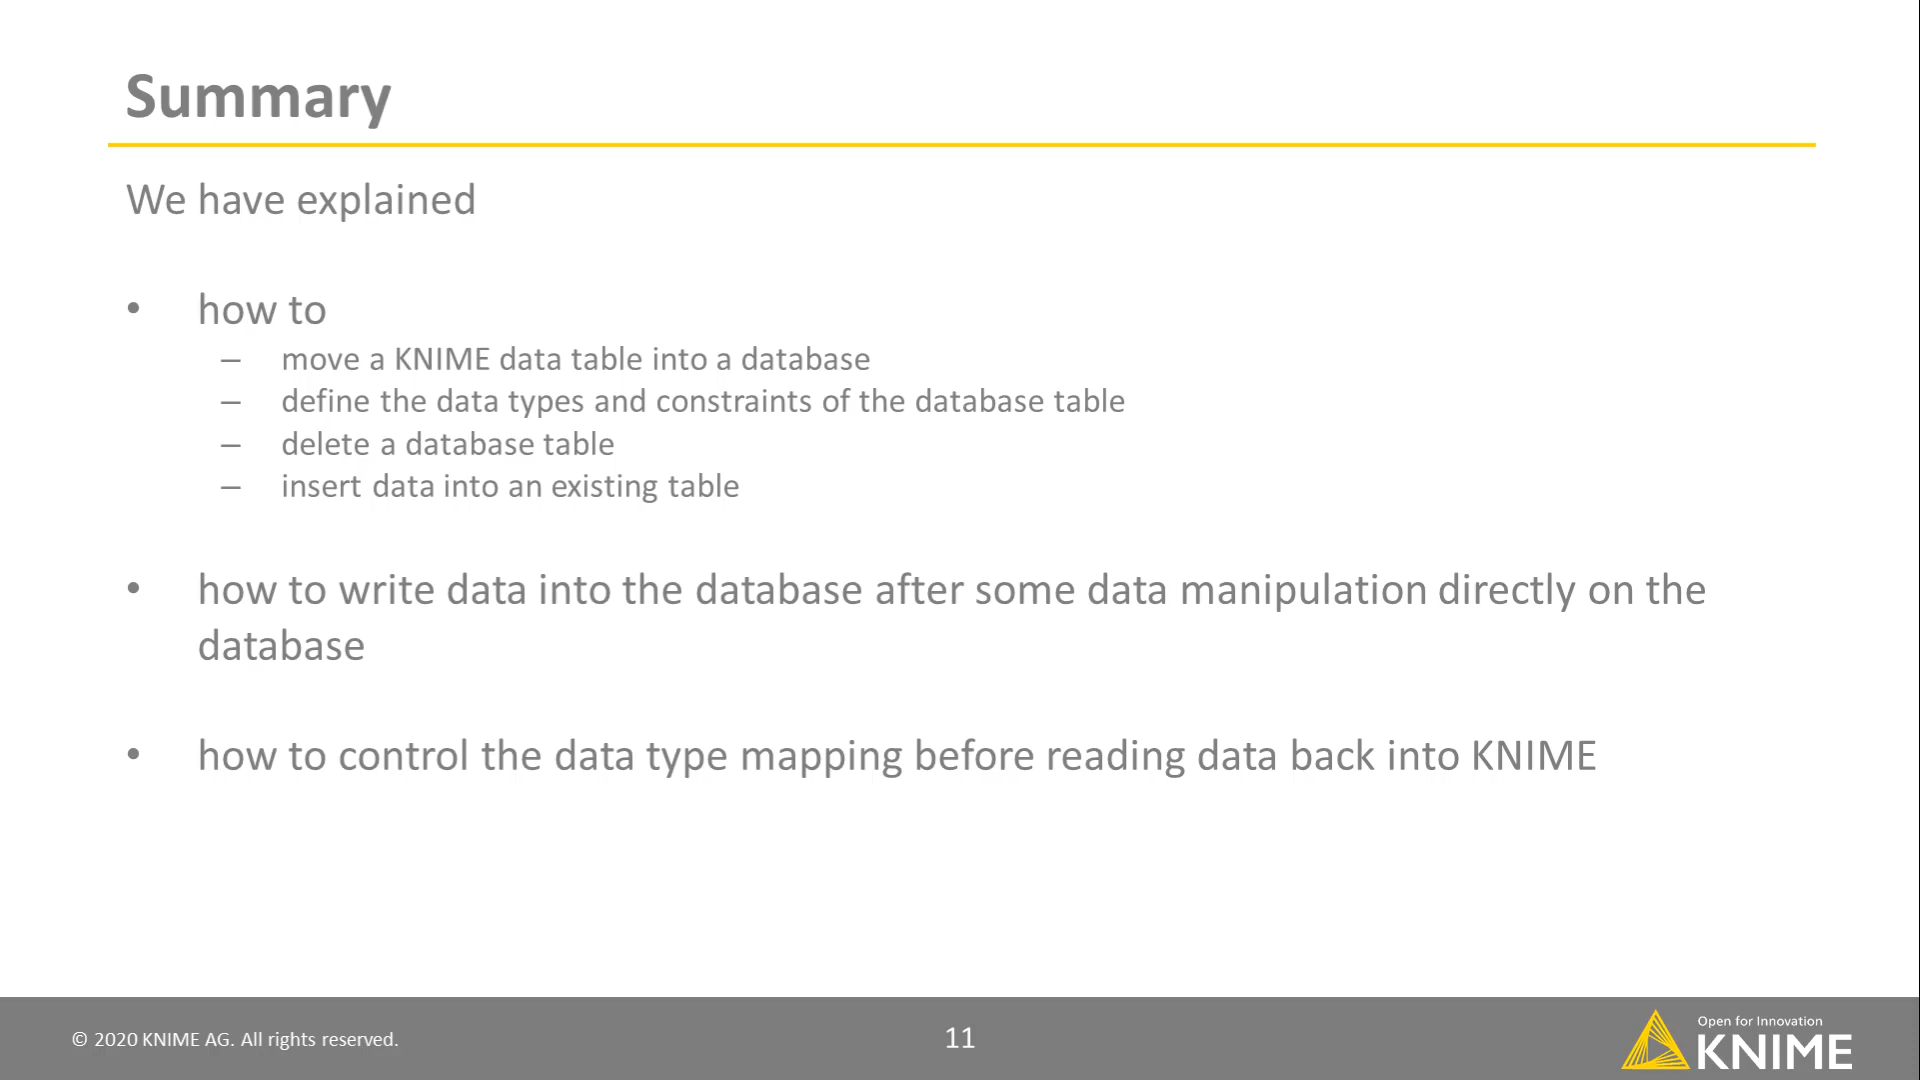 Summary
We have explained
• how to
– move a KNIME data table into a database
– define the data types and constraints of the database table
– delete a database table
– insert data into an existing table
• how to write data into the database after some data manipulation directly on the
database
• how to control the data type mapping before reading data back into KNIME
© 2020 KNIME AG. All rights reserved.
11
Open for Innovation
KNIME